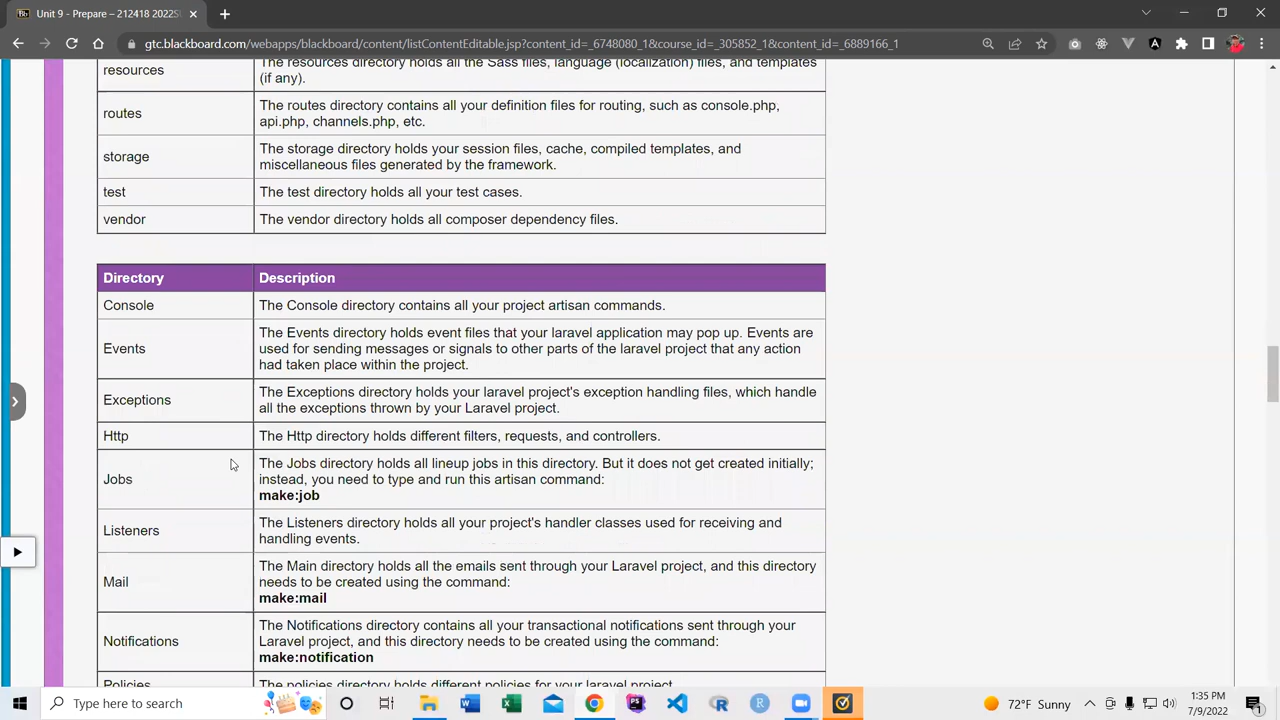 Unit 9 - Prepare – 212418 2022S
gtc.blackboard.com/webapps/blackboard/content/listContentEditable.jsp?content_id=_6748080_1&course_id=_305852_1&content_id=_6889166_1
resources
The resources directory holds all the Sass files, language (localization) files, and templates
(if any).
routes
The routes directory contains all your definition files for routing, such as console.php,
api.php, channels.php, etc.
storage
The storage directory holds your session files, cache, compiled templates, and
miscellaneous files generated by the framework.
test
The test directory holds all your test cases.
vendor
The vendor directory holds all composer dependency files.
Directory
Description
Console
The Console directory contains all your project artisan commands.
Events
The Events directory holds event files that your laravel application may pop up. Events are
used for sending messages or signals to other parts of the laravel project that any action
had taken place within the project.
Exceptions
The Exceptions directory holds your laravel project's exception handling files, which handle
all the exceptions thrown by your Laravel project.
Http
The Http directory holds different filters, requests, and controllers.
Jobs
The Jobs directory holds all lineup jobs in this directory. But it does not get created initially;
instead, you need to type and run this artisan command:
make:job
Listeners
The Listeners directory holds all your project's handler classes used for receiving and
handling events.
Mail
The Main directory holds all the emails sent through your Laravel project, and this directory
needs to be created using the command:
make:mail
Notifications
The Notifications directory contains all your transactional notifications sent through your
Laravel project, and this directory needs to be created using the command:
make:notification
Policies
The policies directory holds different policies for your laravel project.
Type here to search
72°F Sunny
1:35 PM
7/9/2022